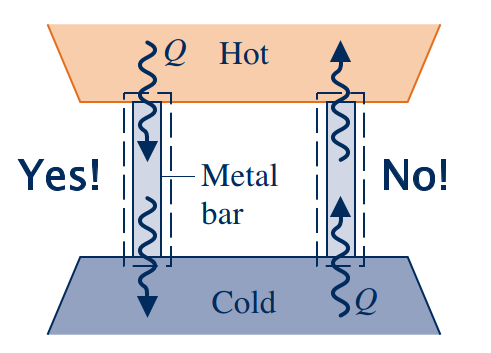 Q Hot
Yes!
Metal
bar
No!
Cold Q